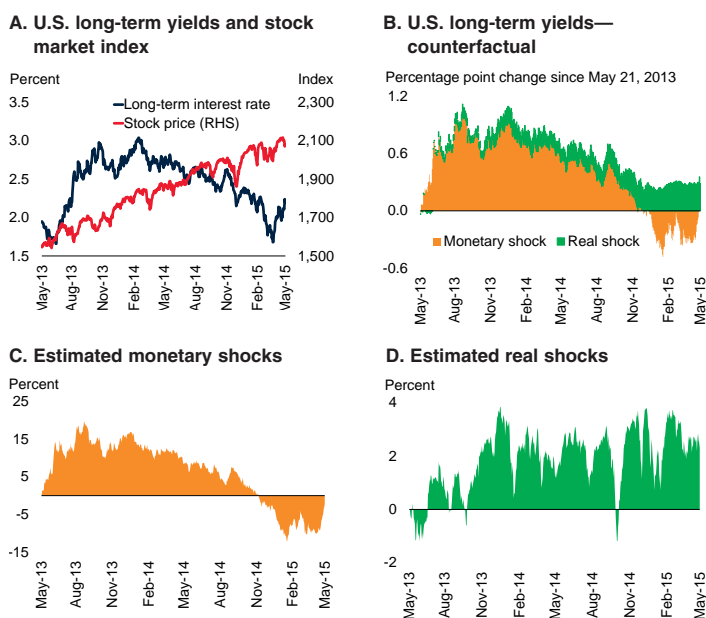 A. U.S. long-term yields and stock
market index
Percent
Index
3.5
3.0
2.5
2.0
1.5
2,300
2,100
1,900
1,700
1,500
Long-term interest rate
Stock price (RHS)
May-13
Aug-13
Nov-13
Feb-14
May-14
Aug-14
Nov-14
Feb-15
May-15
B. U.S. long-term yields—
counterfactual
Percentage point change since May 21, 2013
1.2
0.6
0.0
-0.6
Monetary shock
Real shock
May-13
Aug-13
Nov-13
Feb-14
May-14
Aug-14
Nov-14
Feb-15
May-15
C. Estimated monetary shocks
Percent
25
15
5
-5
-15
May-13
Aug-13
Nov-13
Feb-14
May-14
Aug-14
Nov-14
Feb-15
May-15
D. Estimated real shocks
Percent
4
2
0
-2
May-13
Aug-13
Nov-13
Feb-14
May-14
Aug-14
Nov-14
Feb-15
May-15